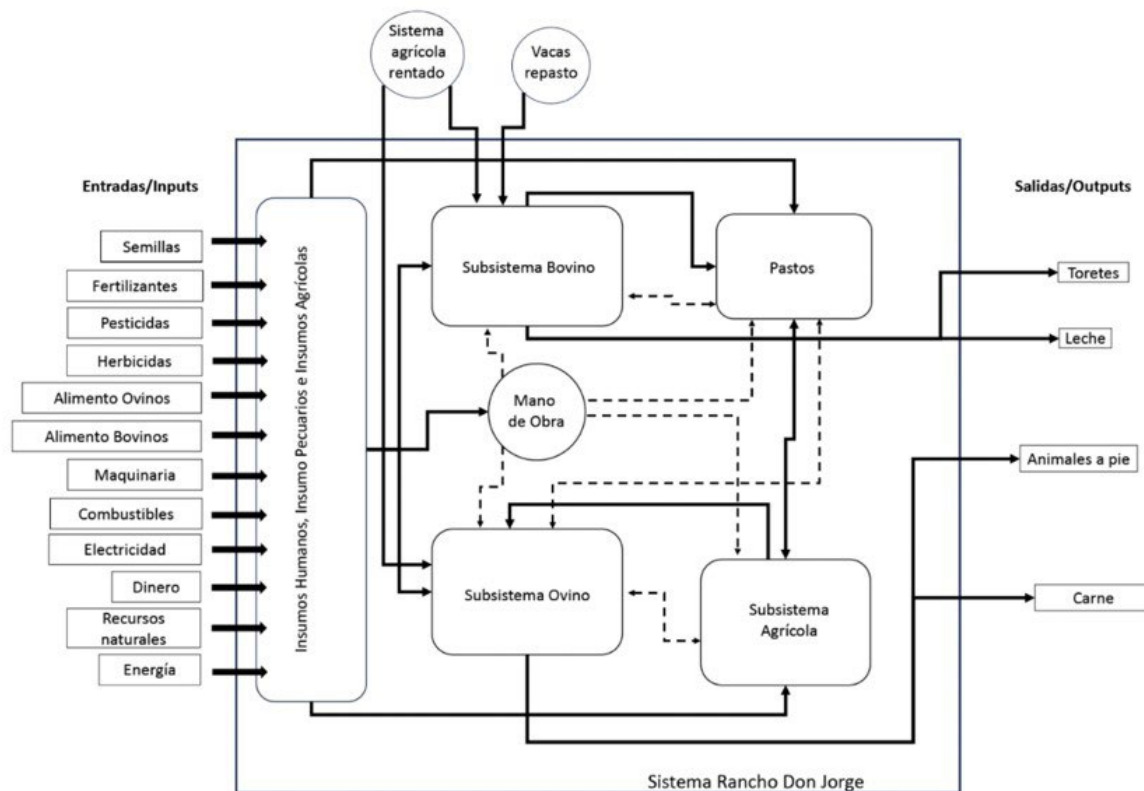 Sistema
agrícola
rentado
Vacas
repasto
Entradas/Inputs
Semillas
Fertilizantes
Pesticidas
Herbicidas
Alimento Ovinos
Alimento Bovinos
Maquinaria
Combustibles
Electricidad
Dinero
Recursos
naturales
Energía
Insumos Humanos, Insumo Pecuarios e Insumos Agrícolas
Subsistema Bovino
Pastos
Mano
de Obra
Subsistema Ovino
Subsistema
Agrícola
Salidas/Outputs
Toretes
Leche
Animales a pie
Carne
Sistema Rancho Don Jorge